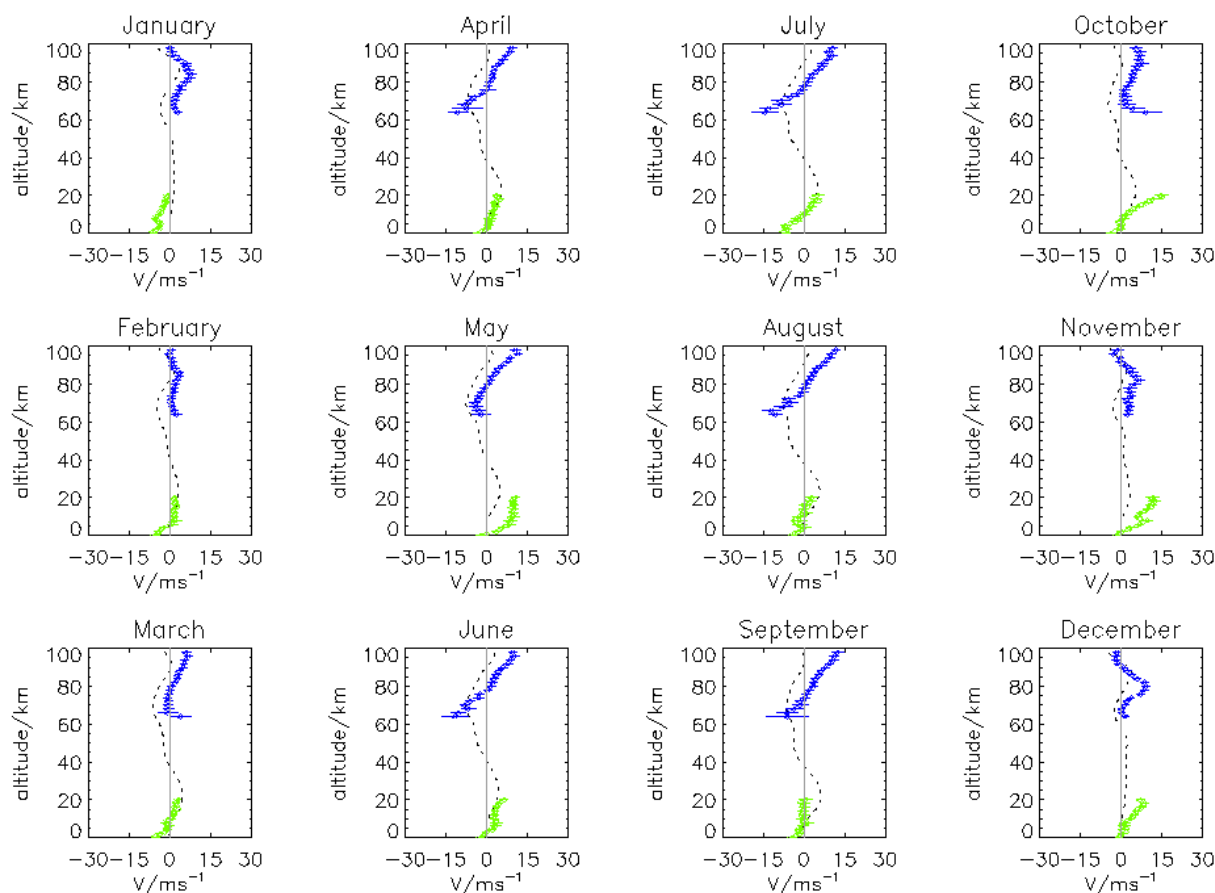 January
100
80
60
40
20
0
altitude/km
-30 -15 0 15 30
V/ms⁻¹
April
100
80
60
40
20
0
altitude/km
-30 -15 0 15 30
V/ms⁻¹
July
100
80
60
40
20
0
altitude/km
-30 -15 0 15 30
V/ms⁻¹
October
100
80
60
40
20
0
altitude/km
-30 -15 0 15 30
V/ms⁻¹
February
100
80
60
40
20
0
altitude/km
-30 -15 0 15 30
V/ms⁻¹
May
100
80
60
40
20
0
altitude/km
-30 -15 0 15 30
V/ms⁻¹
August
100
80
60
40
20
0
altitude/km
-30 -15 0 15 30
V/ms⁻¹
November
100
80
60
40
20
0
altitude/km
-30 -15 0 15 30
V/ms⁻¹
March
100
80
60
40
20
0
altitude/km
-30 -15 0 15 30
V/ms⁻¹
June
100
80
60
40
20
0
altitude/km
-30 -15 0 15 30
V/ms⁻¹
September
100
80
60
40
20
0
altitude/km
-30 -15 0 15 30
V/ms⁻¹
December
100
80
60
40
20
0
altitude/km
-30 -15 0 15 30
V/ms⁻¹